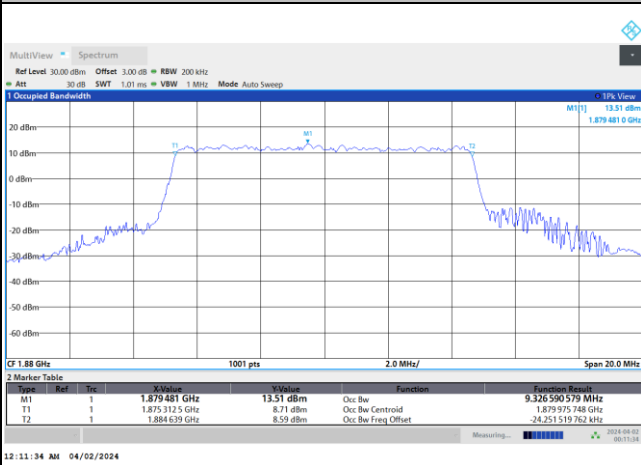 MultiView Spectrum
Ref Level 30.00 dBm Offset 3.00 dB RBW 200 kHz
Att 30 dB SWT 1.01 ms VBW 1 MHz Mode Auto Sweep
1 Occupied Bandwidth 1Pk View
M1[1] 13.51 dBm
1.879 481 0 GHz
20 dBm
M1
T1 T2
10 dBm
0 dBm
-10 dBm
-20 dBm
-30 dBm
-40 dBm
-50 dBm
-60 dBm
CF 1.88 GHz 1001 pts 2.0 MHz/ Span 20.0 MHz
2 Marker Table
Type Ref Trc X-Value Y-Value Function Function Result
M1 1 1.879 481 GHz 13.51 dBm Occ Bw 9.326 590 579 MHz
T1 1 1.875 312 5 GHz 8.71 dBm Occ Bw Centroid 1.879 975 748 GHz
T2 1 1.884 639 GHz 8.59 dBm Occ Bw Freq Offset -24.251 519 762 kHz
Measuring... 2024-04-02
00:11:34
12:11:34 AM 04/02/2024